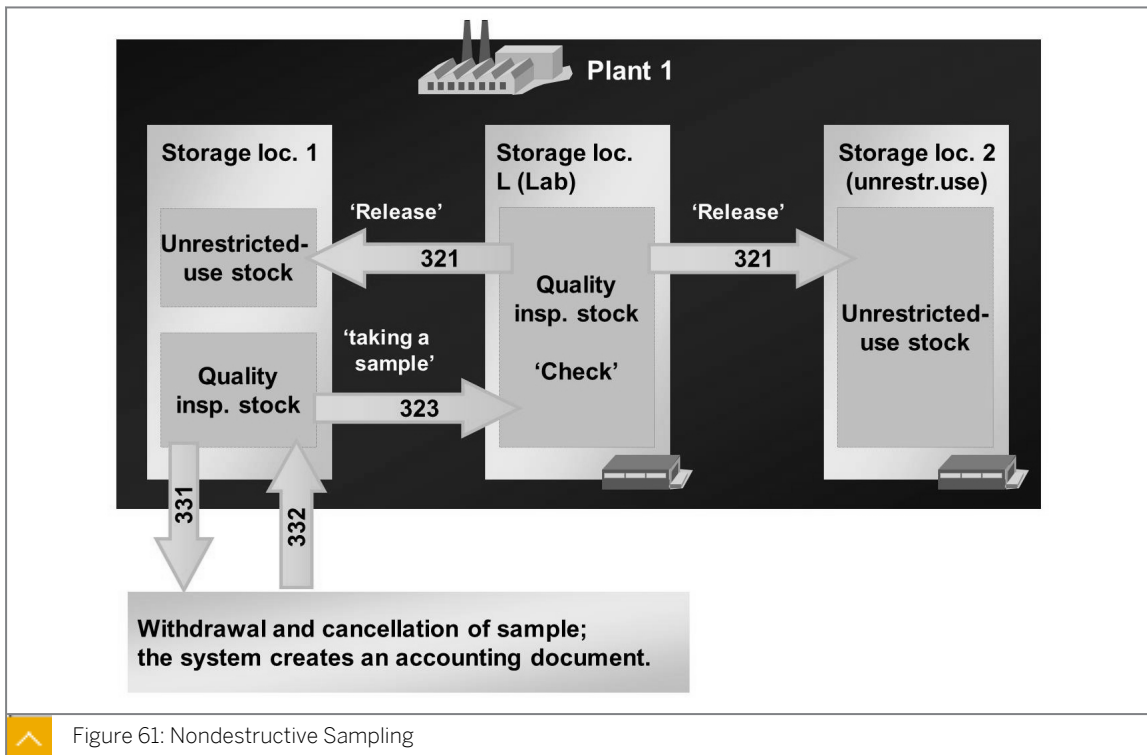 Plant 1
Storage loc. 1
Unrestricted-
use stock
Quality
insp. stock
‘Release’
321
‘taking a
sample’
323
Storage loc.
L (Lab)
Quality
insp. stock
‘Check’
‘Release’
321
Storage loc. 2
(unrestr.use)
Unrestricted-
use stock
331
332
Withdrawal and cancellation of sample;
the system creates an accounting document.
Figure 61: Nondestructive Sampling